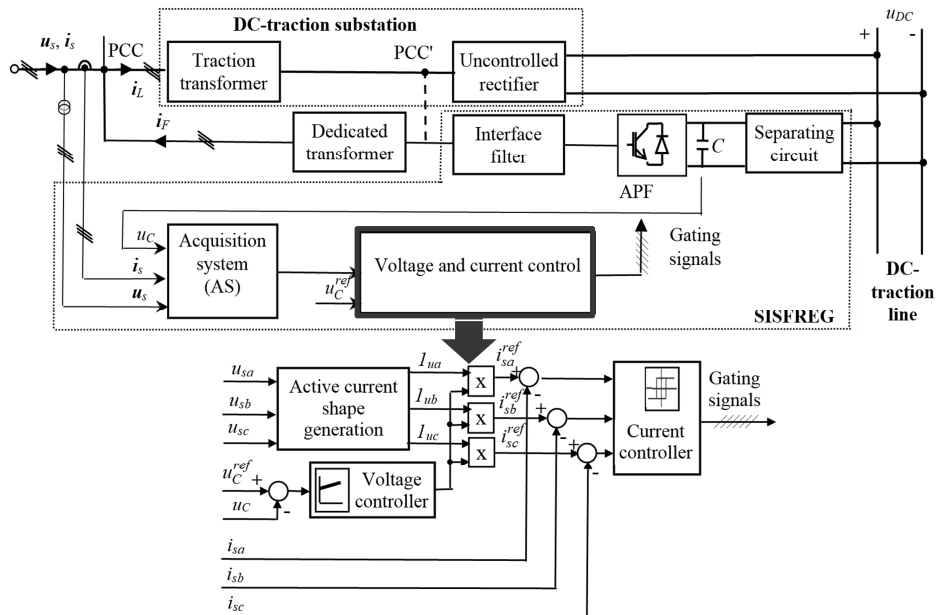 DC-traction substation
u_DC
u_s, i_s
PCC
PCC'
+
-
Traction
transformer
Uncontrolled
rectifier
i_L
i_F
Dedicated
transformer
Interface
filter
C
Separating
circuit
APF
u_C
Acquisition
system
(AS)
i_s
u_s
u_C^ref
Voltage and current control
Gating
signals
DC-
traction
line
SISFREG
u_sa
u_sb
u_sc
Active current
shape
generation
1_ua
1_ub
1_uc
x
x
x
i_sa^ref
i_sb^ref
i_sc^ref
+
-
+
-
+
-
Current
controller
Gating
signals
u_C^ref
+
u_C
-
Voltage
controller
i_sa
i_sb
i_sc